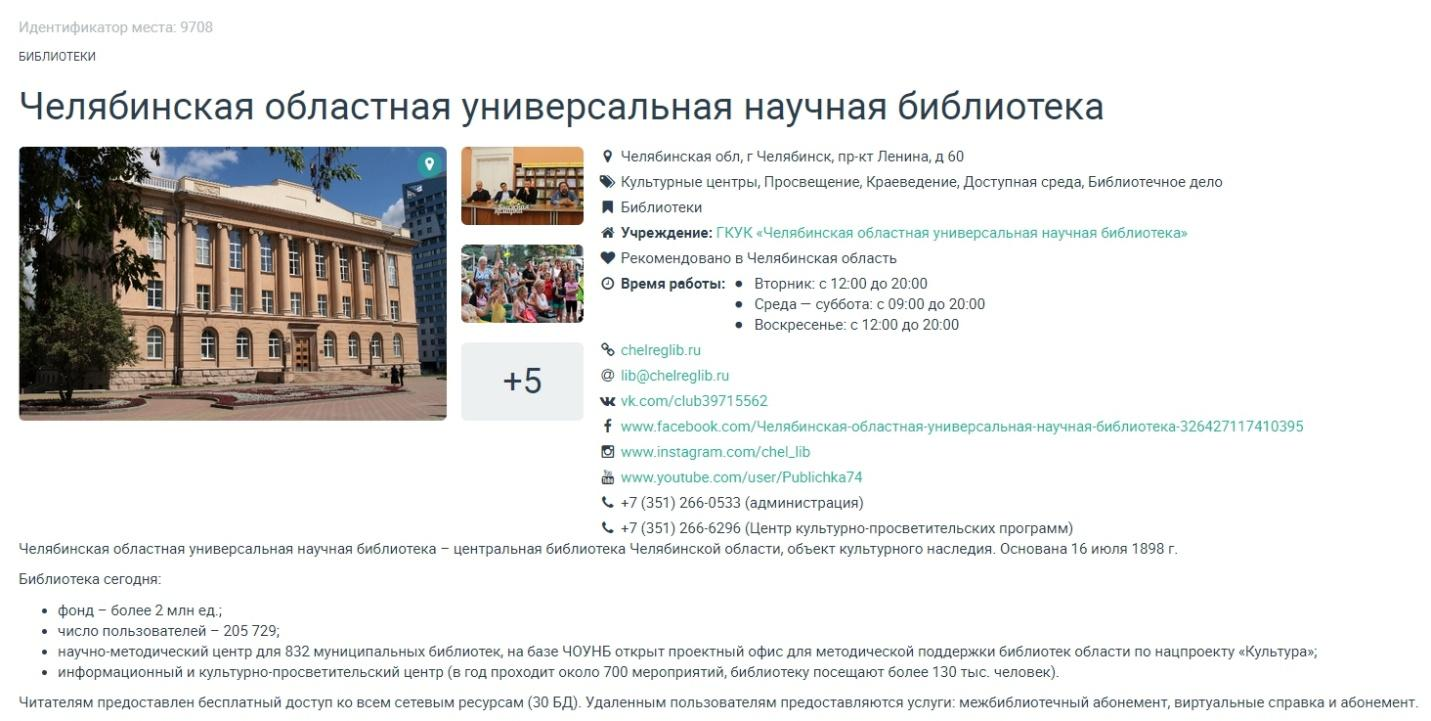 Идентификатор места: 9708
БИБЛИОТЕКИ
Челябинская областная универсальная научная библиотека
Челябинская обл, г Челябинск, пр-кт Ленина, д 60
Культурные центры, Просвещение, Краеведение, Доступная среда, Библиотечное дело
Библиотеки
Учреждение: ГКУК «Челябинская областная универсальная научная библиотека»
Рекомендовано в Челябинская область
Время работы: • Вторник: с 12:00 до 20:00
• Среда — суббота: с 09:00 до 20:00
• Воскресенье: с 12:00 до 20:00
chelreglib.ru
lib@chelreglib.ru
vk.com/club39715562
www.facebook.com/Челябинская-областная-универсальная-научная-библиотека-326427117410395
www.instagram.com/chel_lib
www.youtube.com/user/Publichka74
+7 (351) 266-0533 (администрация)
+7 (351) 266-6296 (Центр культурно-просветительских программ)
+5
Челябинская областная универсальная научная библиотека – центральная библиотека Челябинской области, объект культурного наследия. Основана 16 июля 1898 г.
Библиотека сегодня:
• фонд – более 2 млн ед.;
• число пользователей – 205 729;
• научно-методический центр для 832 муниципальных библиотек, на базе ЧОУНБ открыт проектный офис для методической поддержки библиотек области по нацпроекту «Культура»;
• информационный и культурно-просветительский центр (в год проходит около 700 мероприятий, библиотеку посещают более 130 тыс. человек).
Читателям предоставлен бесплатный доступ ко всем сетевым ресурсам (30 БД). Удаленным пользователям предоставляются услуги: межбиблиотечный абонемент, виртуальные справка и абонемент.